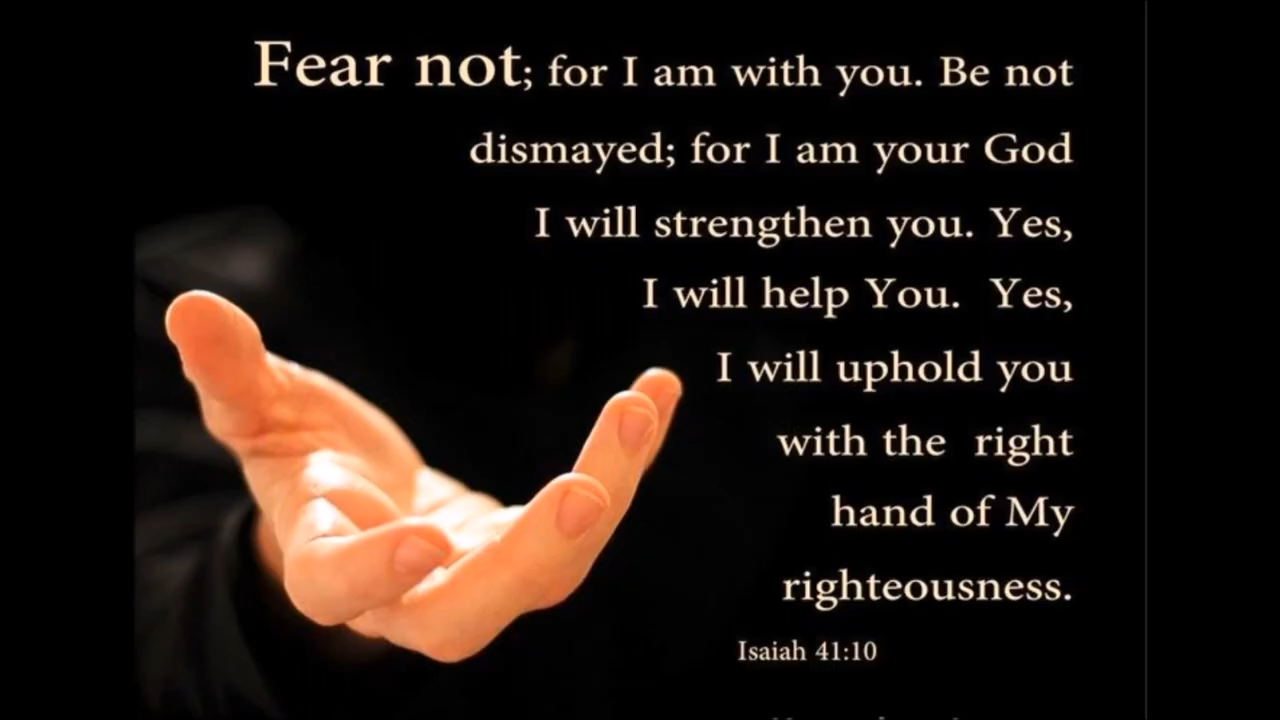 Fear not; for I am with you. Be not
dismayed; for I am your God
I will strengthen you. Yes,
I will help You. Yes,
I will uphold you
with the right
hand of My
righteousness.
Isaiah 41:10